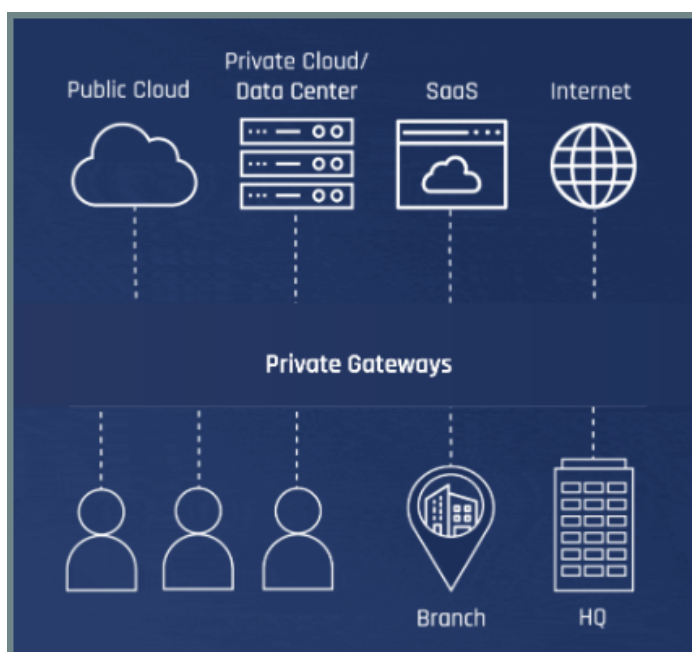 Public Cloud
Private Cloud/
Data Center
SaaS
Internet
Private Gateways
Branch
HQ